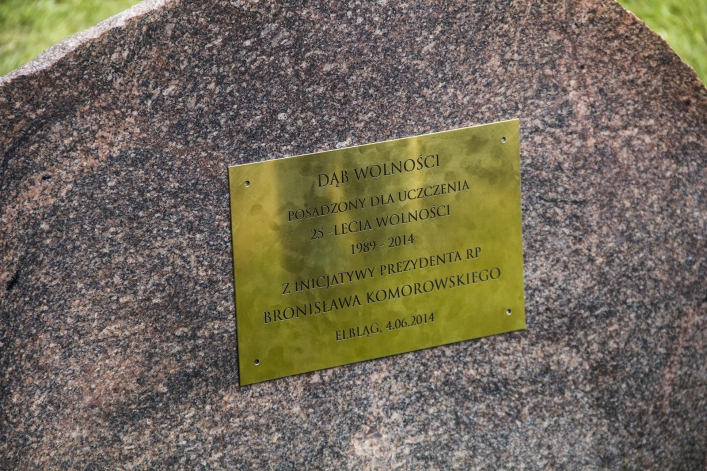 DĄB WOLNOŚCI
POSADZONY DLA UCZCZENIA
25-LECIA WOLNOŚCI
1989 - 2014
Z INICJATYWY PREZYDENTA RP
BRONISŁAWA KOMOROWSKIEGO
ELBLĄG, 4.06.2014